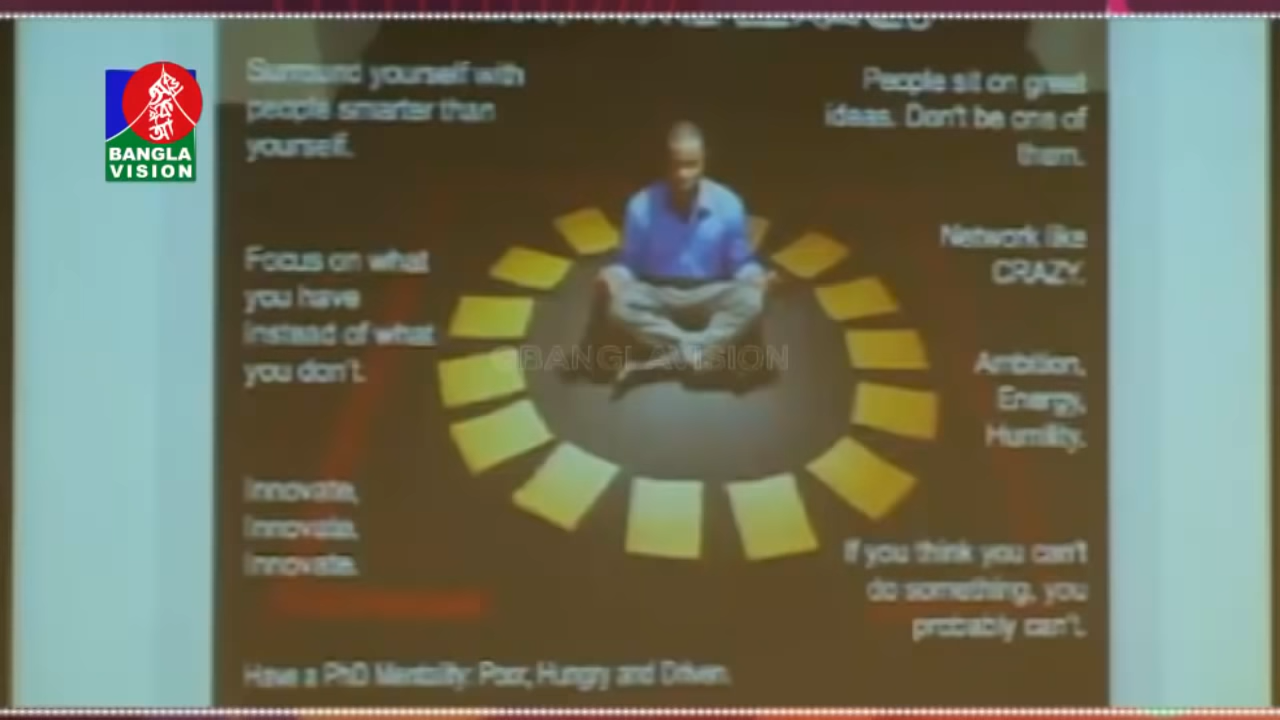 Surround yourself with
people smarter than
yourself.
People sit on great
ideas. Don't be one of
them.
BANGLA
VISION
Focus on what
you have
instead of what
you don't.
Network like
CRAZY.
©BANGLAVISION
Ambition,
Energy,
Humility.
Innovate,
Innovate,
Innovate.
If you think you can't
do something, you
probably can't.
Have a PhD Mentality: Poor, Hungry and Driven.